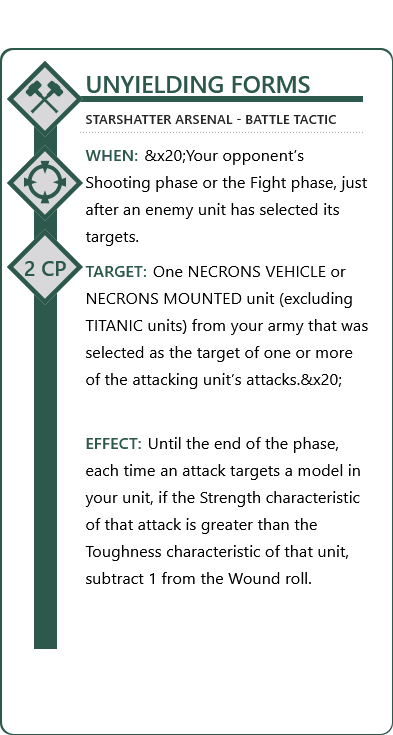 UNYIELDING FORMS
STARSHATTER ARSENAL - BATTLE TACTIC
WHEN: &x20;Your opponent’s
Shooting phase or the Fight phase, just
after an enemy unit has selected its
targets.
2 CP
TARGET: One NECRONS VEHICLE or
NECRONS MOUNTED unit (excluding
TITANIC units) from your army that was
selected as the target of one or more
of the attacking unit’s attacks.&x20;
EFFECT: Until the end of the phase,
each time an attack targets a model in
your unit, if the Strength characteristic
of that attack is greater than the
Toughness characteristic of that unit,
subtract 1 from the Wound roll.